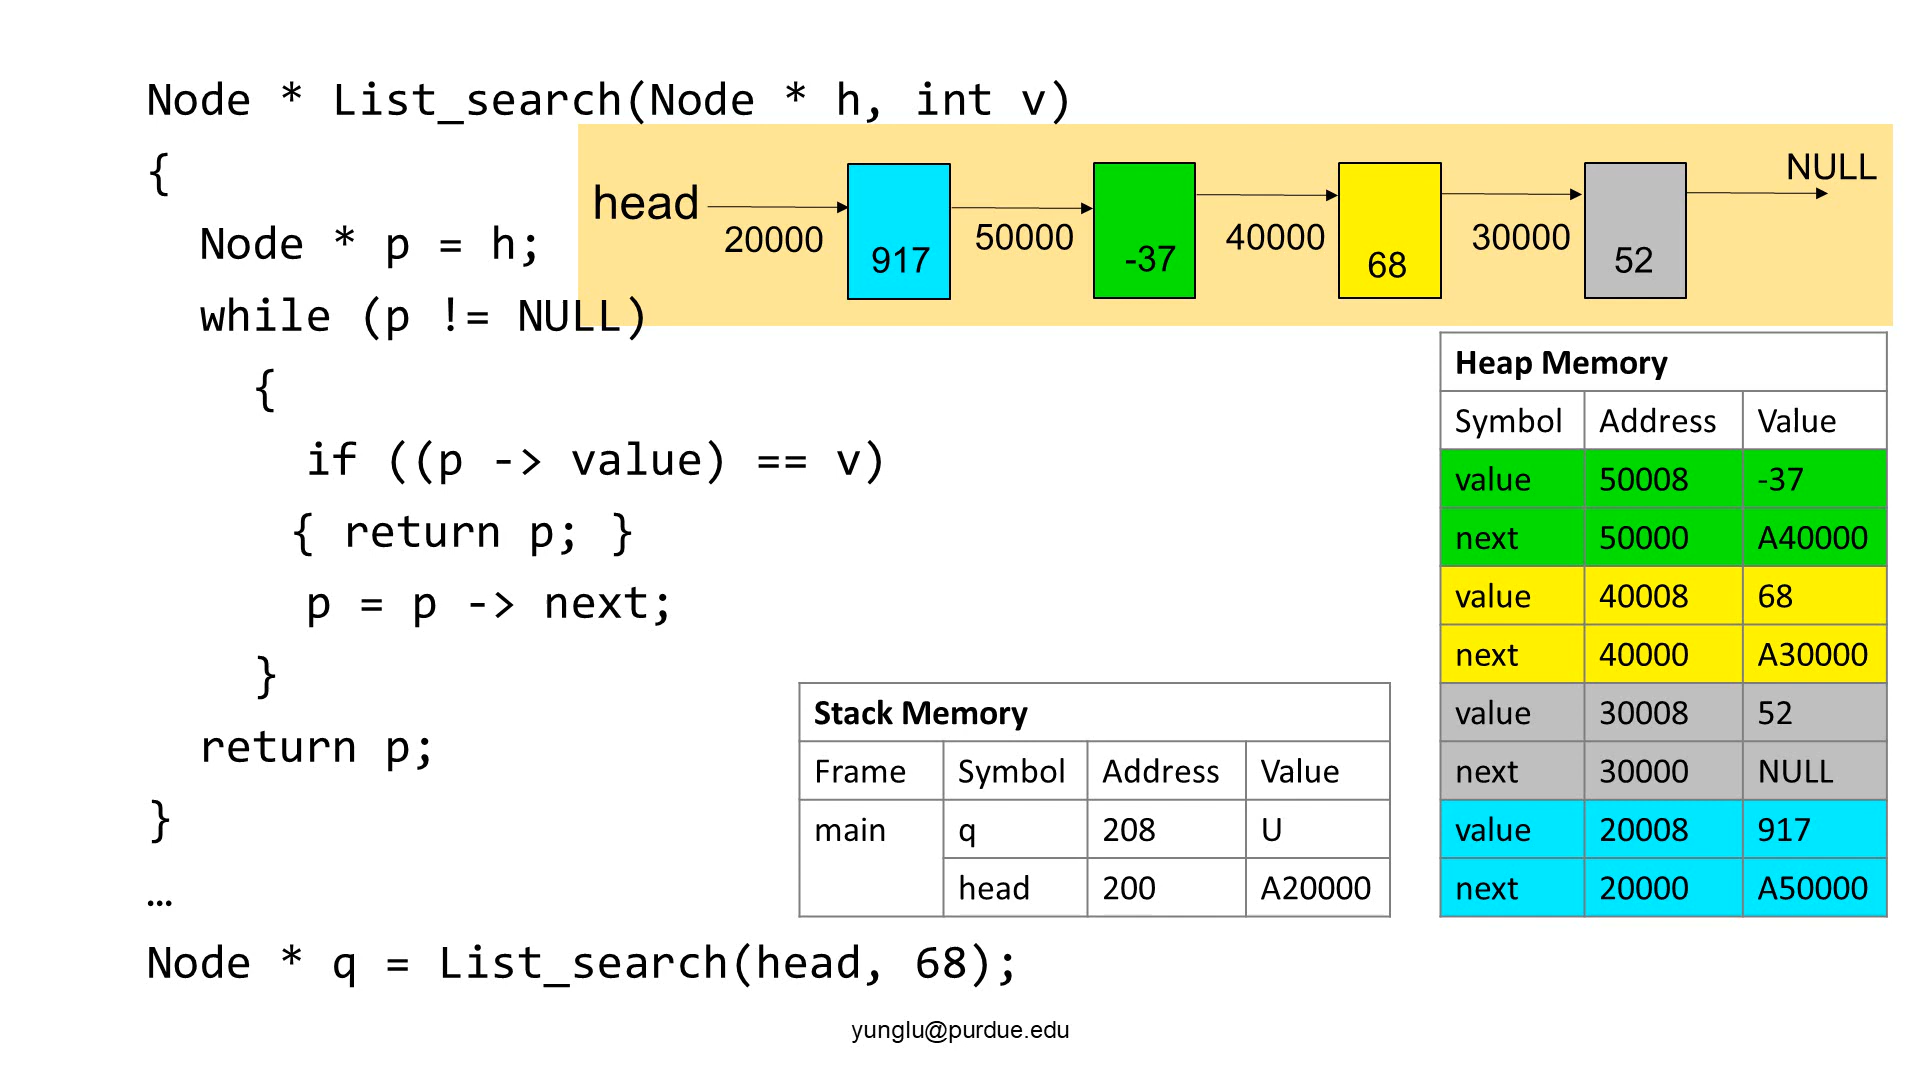 Node * List_search(Node * h, int v)
{
Node * p = h;
while (p != NULL)
{
if ((p -> value) == v)
{ return p; }
p = p -> next;
}
return p;
}
…
Node * q = List_search(head, 68);
head 20000 917 50000 -37 40000 68 30000 52 NULL
Stack Memory
Frame Symbol Address Value
main q 208 U
head 200 A20000
Heap Memory
Symbol Address Value
value 50008 -37
next 50000 A40000
value 40008 68
next 40000 A30000
value 30008 52
next 30000 NULL
value 20008 917
next 20000 A50000
yunglu@purdue.edu